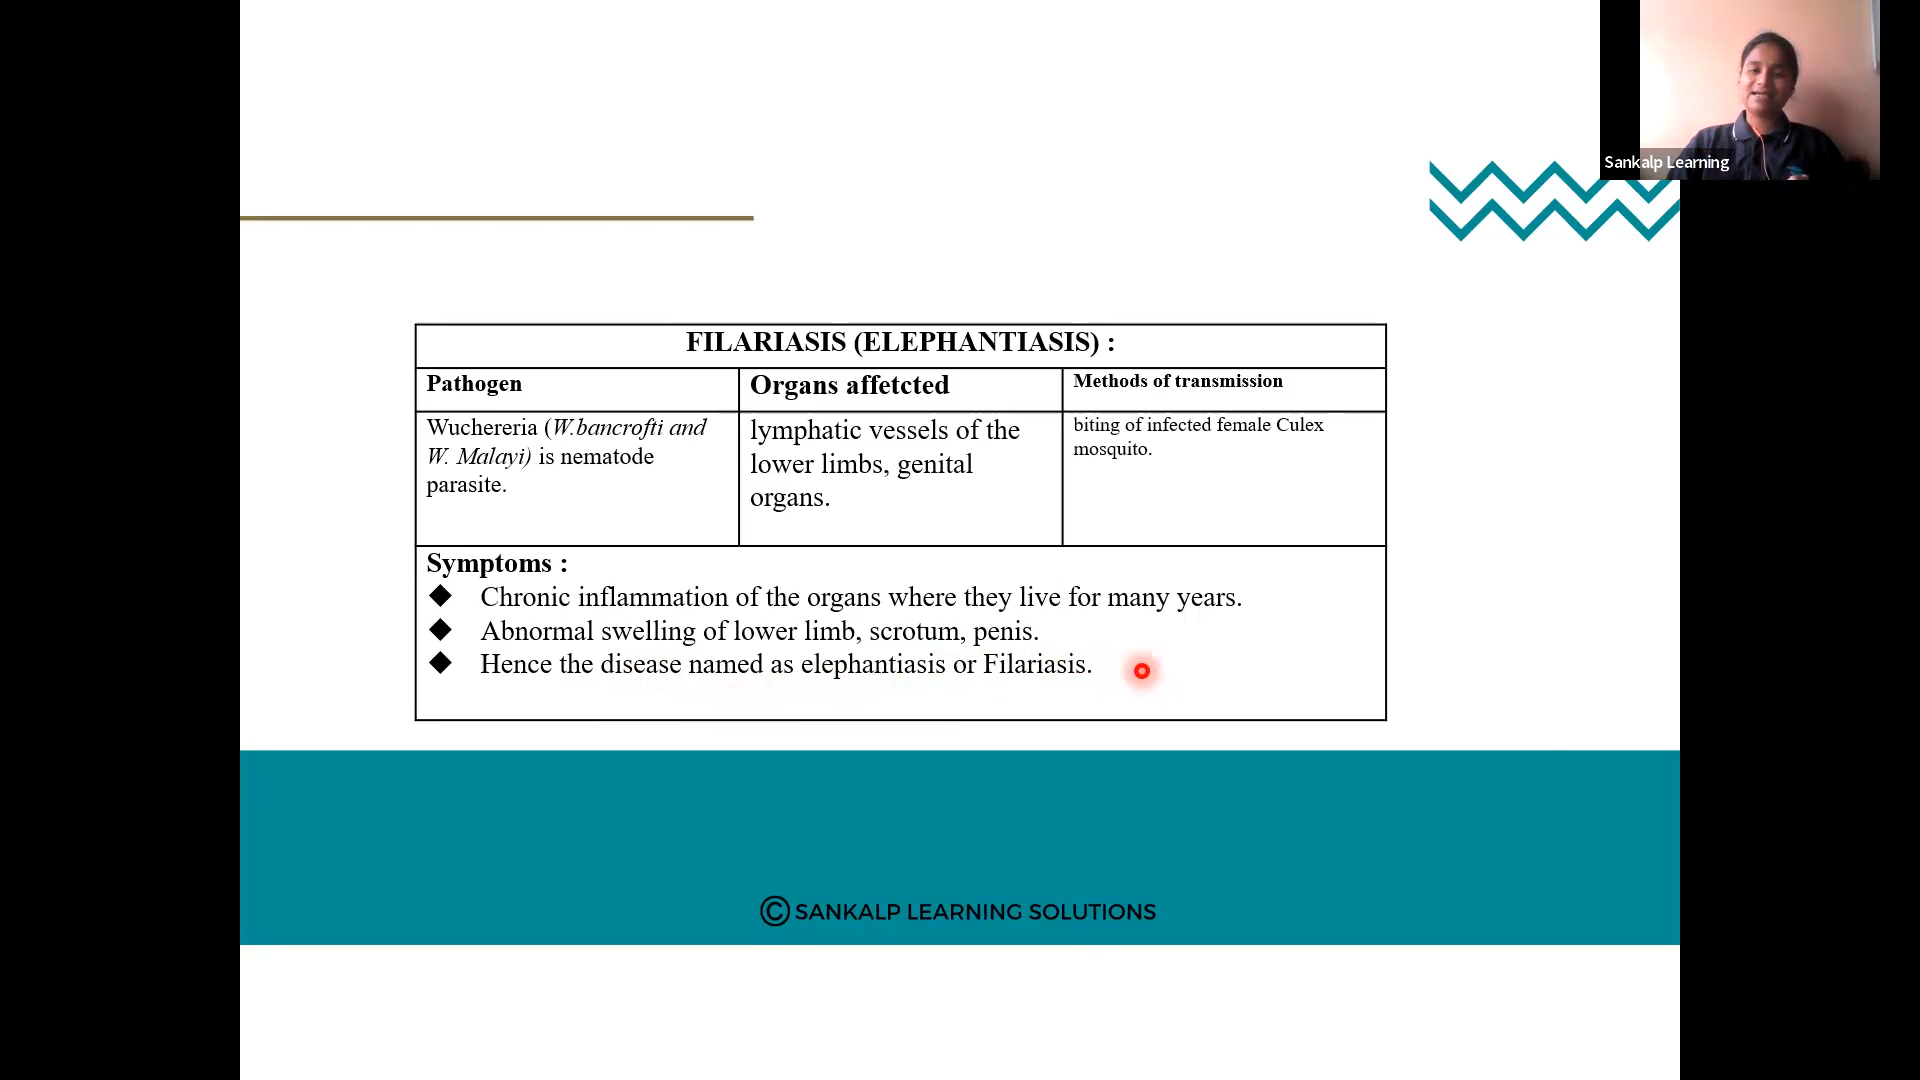 Sankalp Learning
FILARIASIS (ELEPHANTIASIS) :
Pathogen
Organs affetcted
Methods of transmission
Wuchereria (W.bancrofti and
W. Malayi) is nematode
parasite.
lymphatic vessels of the
lower limbs, genital
organs.
biting of infected female Culex
mosquito.
Symptoms :
◆ Chronic inflammation of the organs where they live for many years.
◆ Abnormal swelling of lower limb, scrotum, penis.
◆ Hence the disease named as elephantiasis or Filariasis.
© SANKALP LEARNING SOLUTIONS